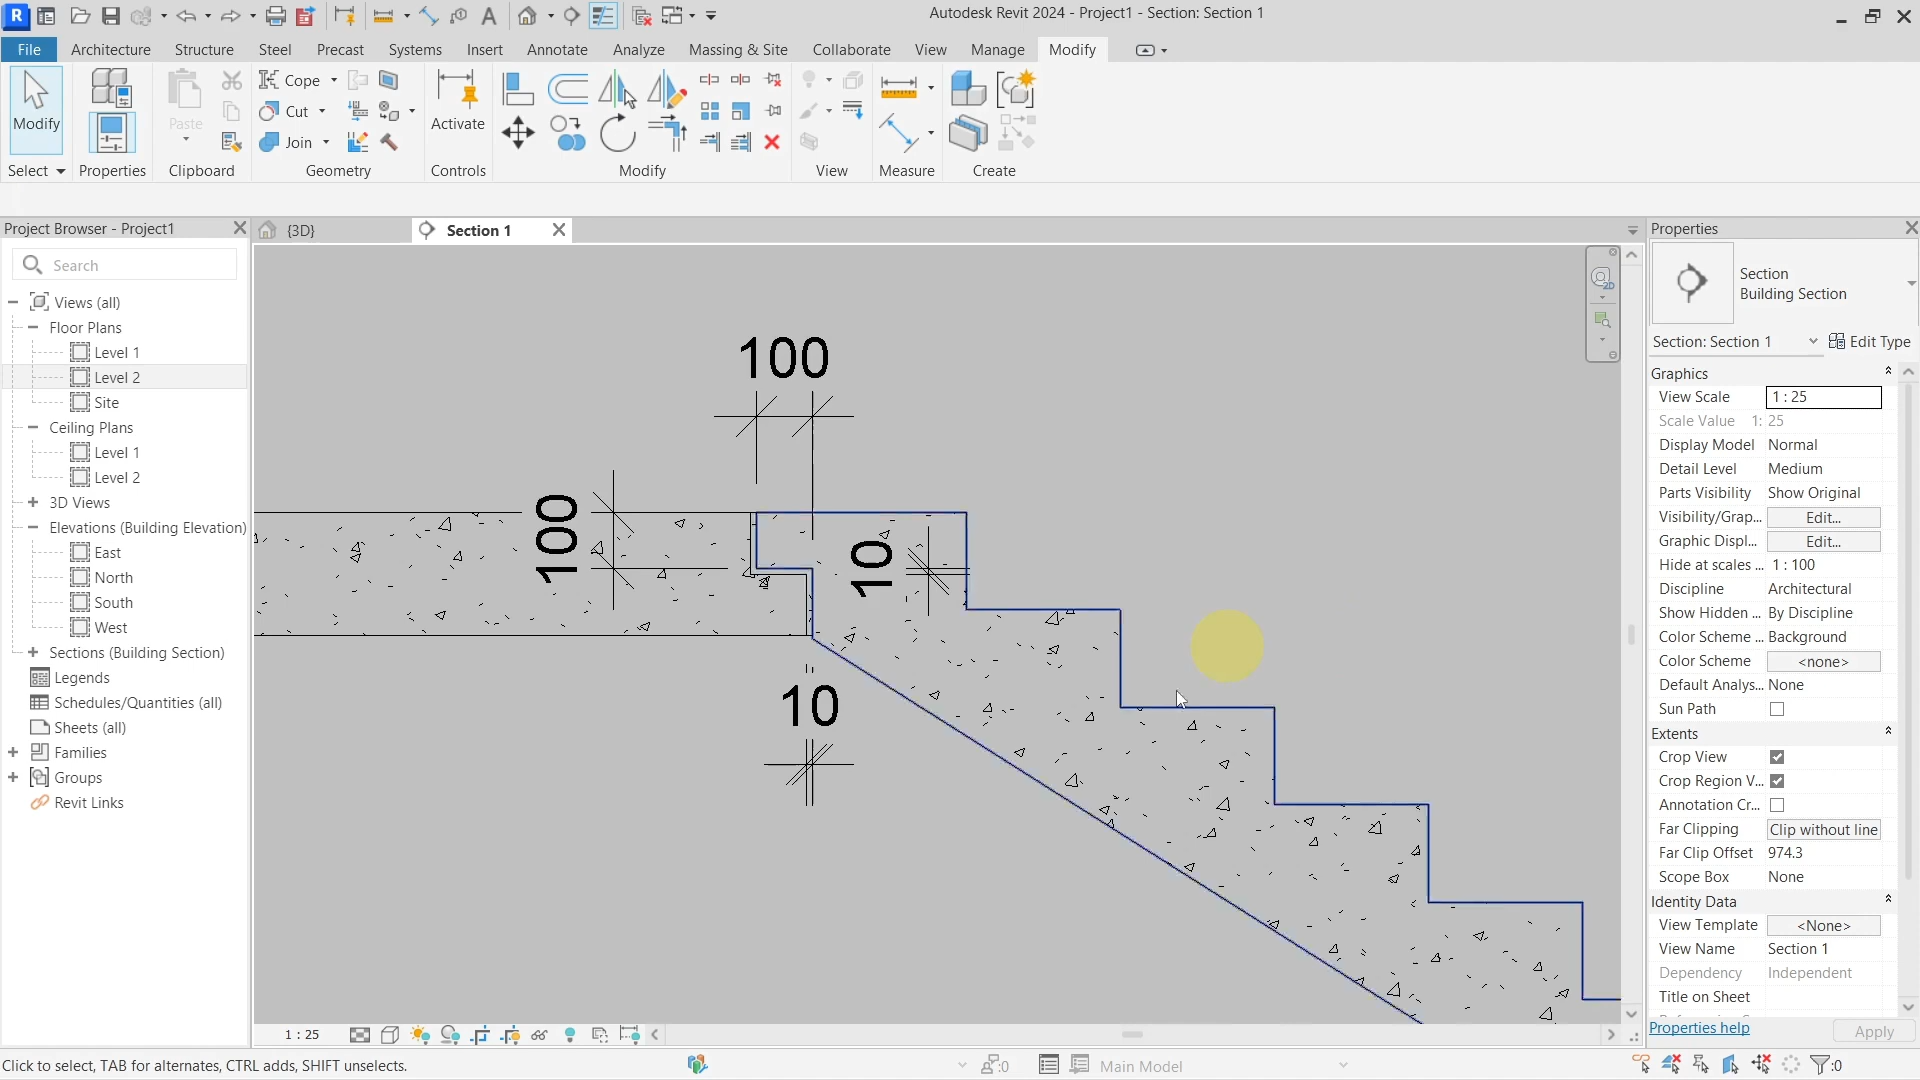 Autodesk Revit 2024 - Project1 - Section: Section 1
File Architecture Structure Steel Precast Systems Insert Annotate Analyze Massing & Site Collaborate View Manage Modify
Modify
Paste
Cope
Cut
Join
Activate
Select Properties Clipboard Geometry Controls Modify View Measure Create
Project Browser - Project1
Search
Views (all)
Floor Plans
Level 1
Level 2
Site
Ceiling Plans
Level 1
Level 2
3D Views
Elevations (Building Elevation)
East
North
South
West
Sections (Building Section)
Legends
Schedules/Quantities (all)
Sheets (all)
Families
Groups
Revit Links
{3D}
Section 1
2D
100
100
10
10
1 : 25
Properties
Section
Building Section
Section: Section 1
Edit Type
Graphics
View Scale 1 : 25
Scale Value 1: 25
Display Model Normal
Detail Level Medium
Parts Visibility Show Original
Visibility/Grap... Edit...
Graphic Displ... Edit...
Hide at scales ... 1 : 100
Discipline Architectural
Show Hidden ... By Discipline
Color Scheme ... Background
Color Scheme <none>
Default Analys... None
Sun Path
Extents
Crop View
Crop Region V...
Annotation Cr...
Far Clipping Clip without line
Far Clip Offset 974.3
Scope Box None
Identity Data
View Template <None>
View Name Section 1
Dependency Independent
Title on Sheet
Properties help
Apply
Click to select, TAB for alternates, CTRL adds, SHIFT unselects.
:0
Main Model
:0